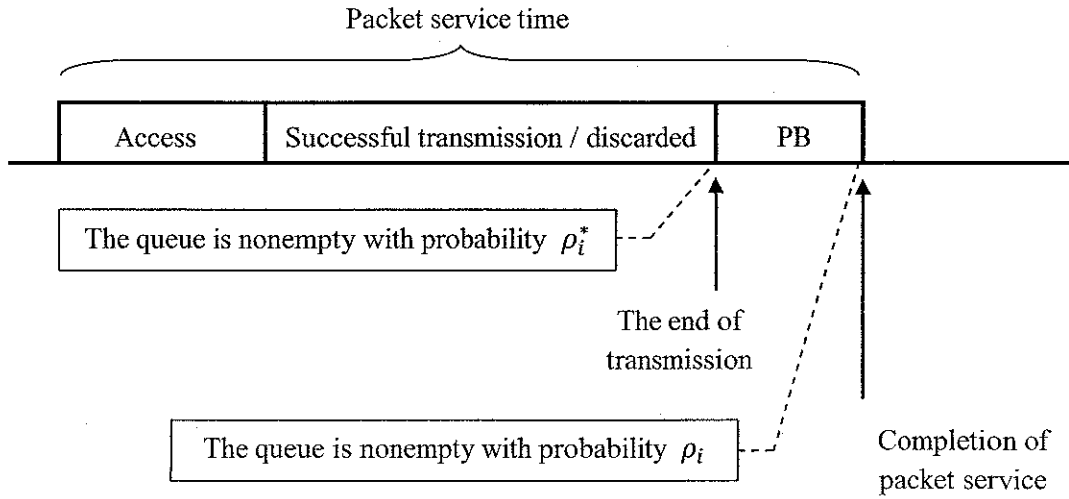 Packet service time
Access
Successful transmission / discarded
PB
The queue is nonempty with probability ρᵢ*
The end of
transmission
The queue is nonempty with probability ρᵢ
Completion of
packet service